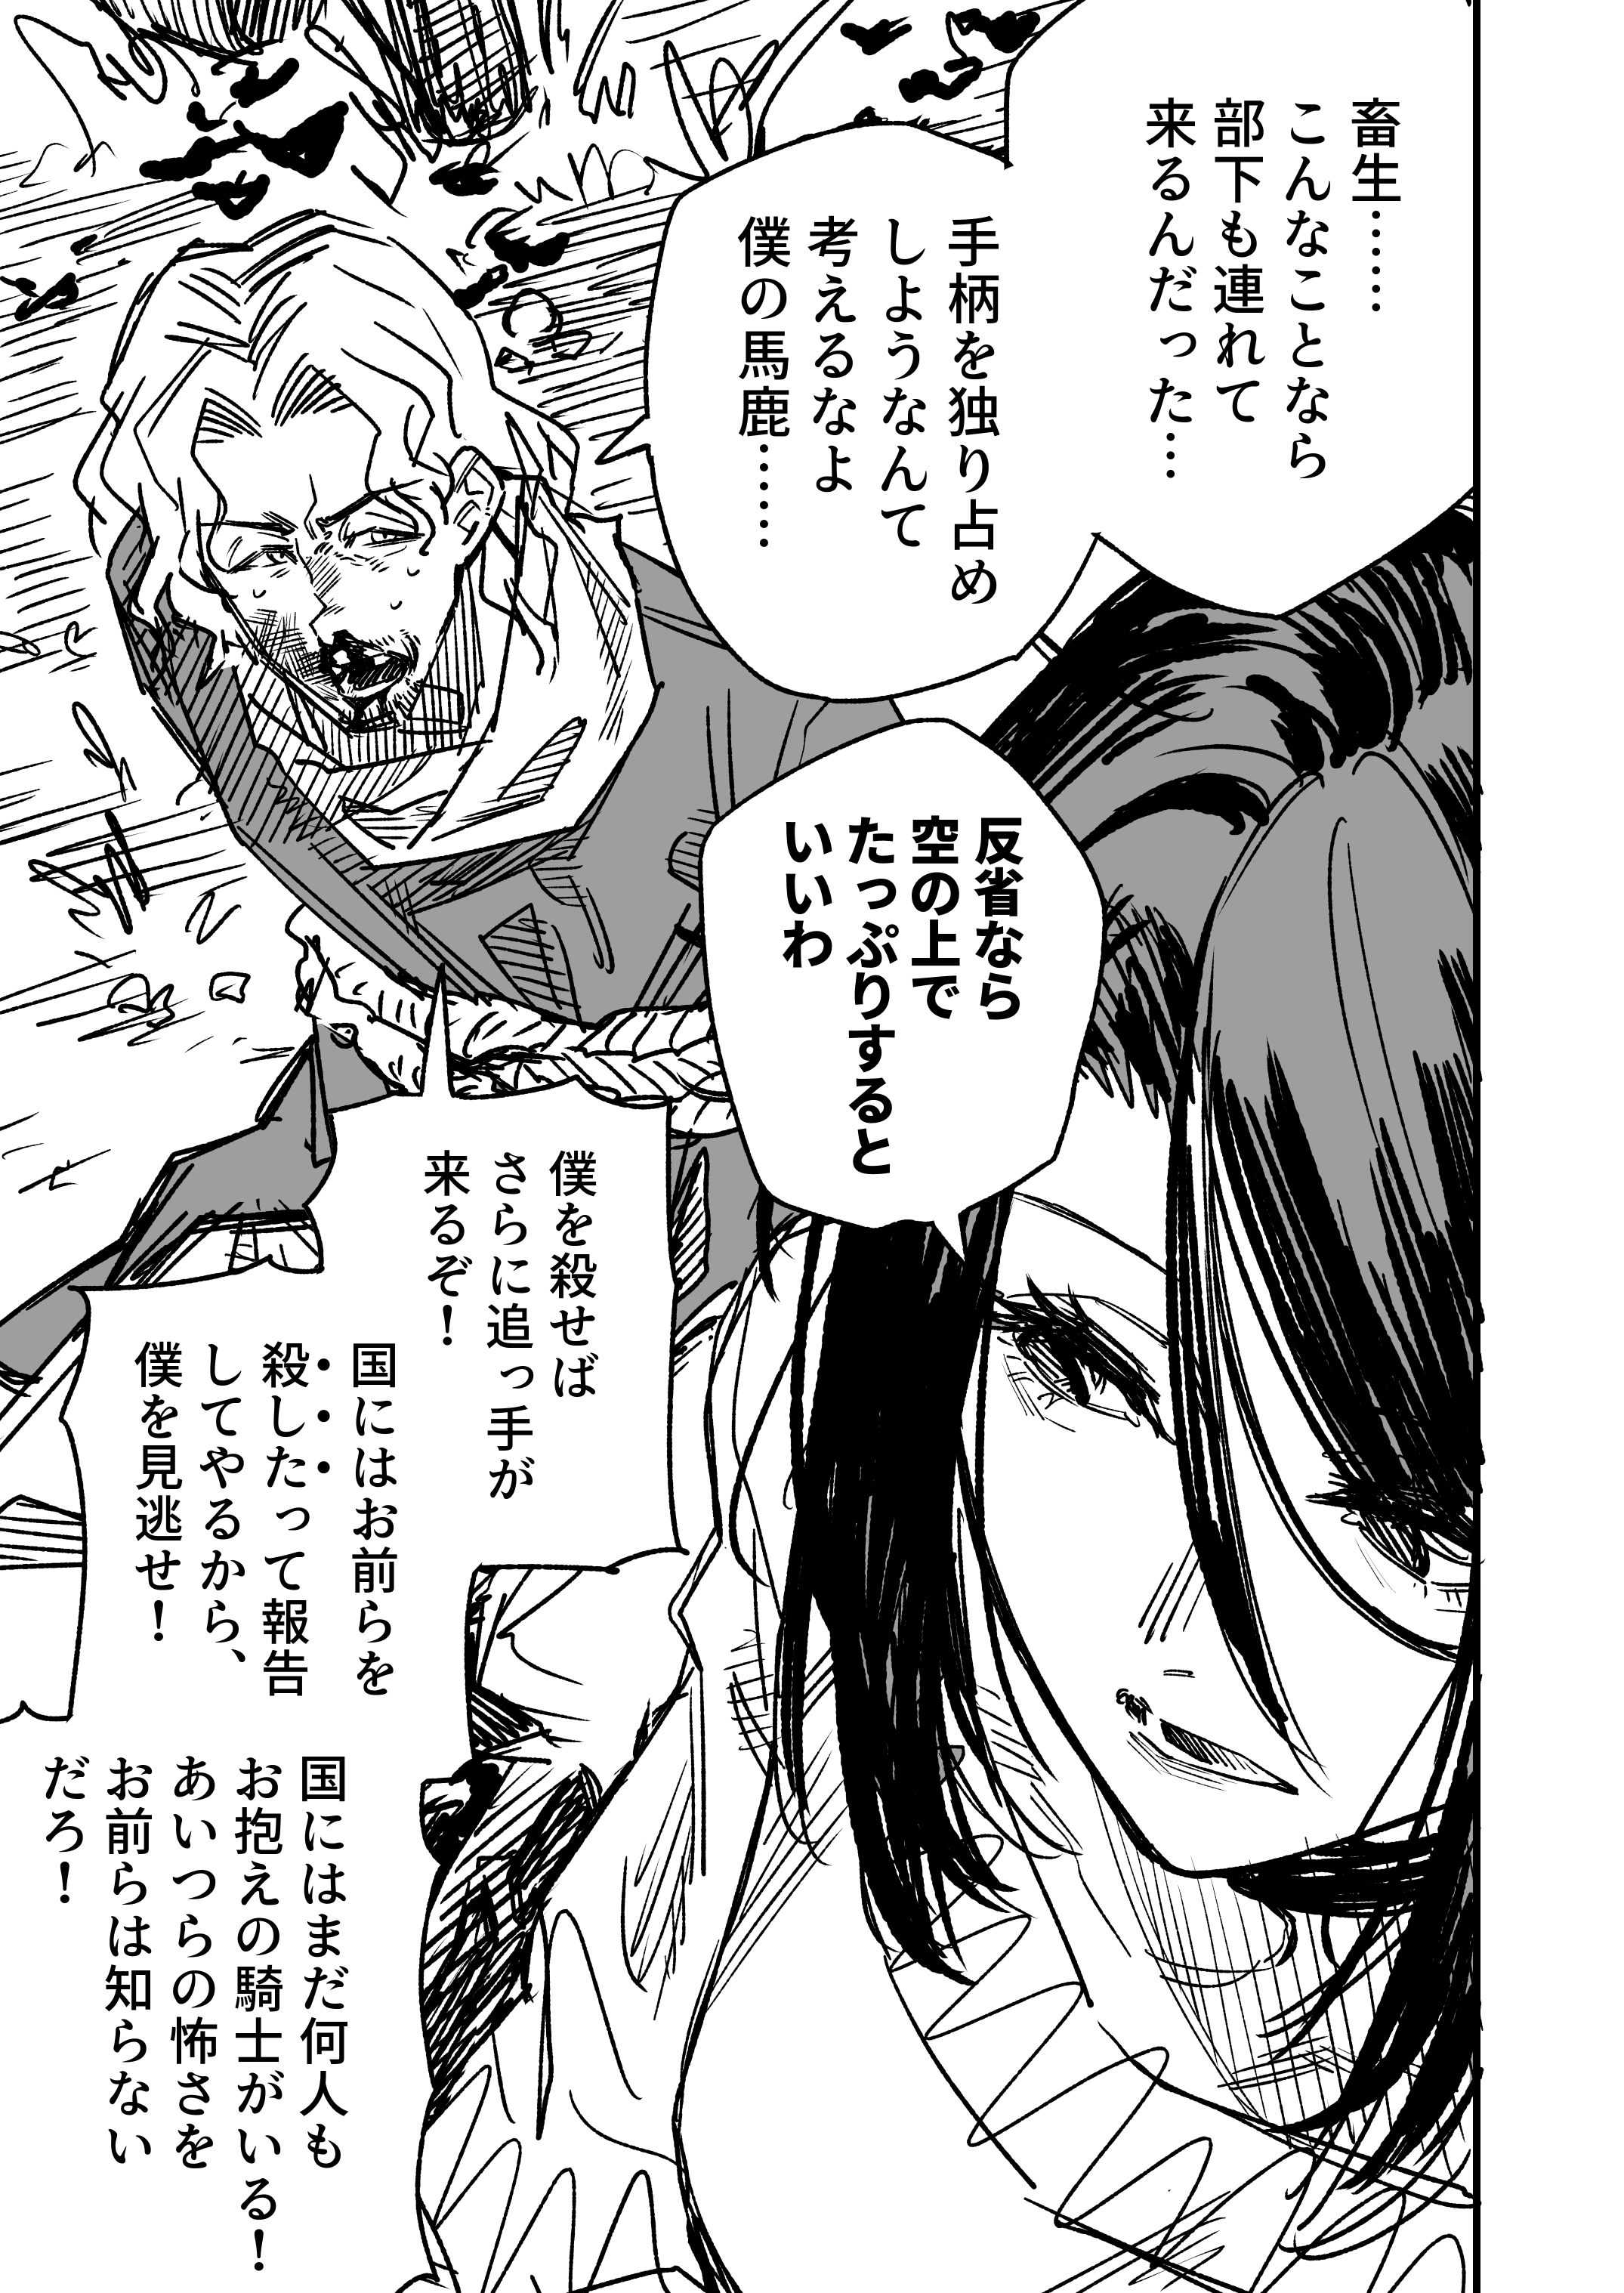 畜生……
こんなことなら
部下も連れて
来るんだった…
手柄を独り占め
しようなんて
考えるなよ
僕の馬鹿……
反省なら
空の上で
たっぷりすると
いいわ
僕を殺せば
さらに追っ手が
来るぞ！
国にはお前らを
殺したって報告
してやるから、
僕を見逃せ！
国にはまだ何人も
お抱えの騎士がいる！
あいつらの怖さを
お前らは知らない
だろ！